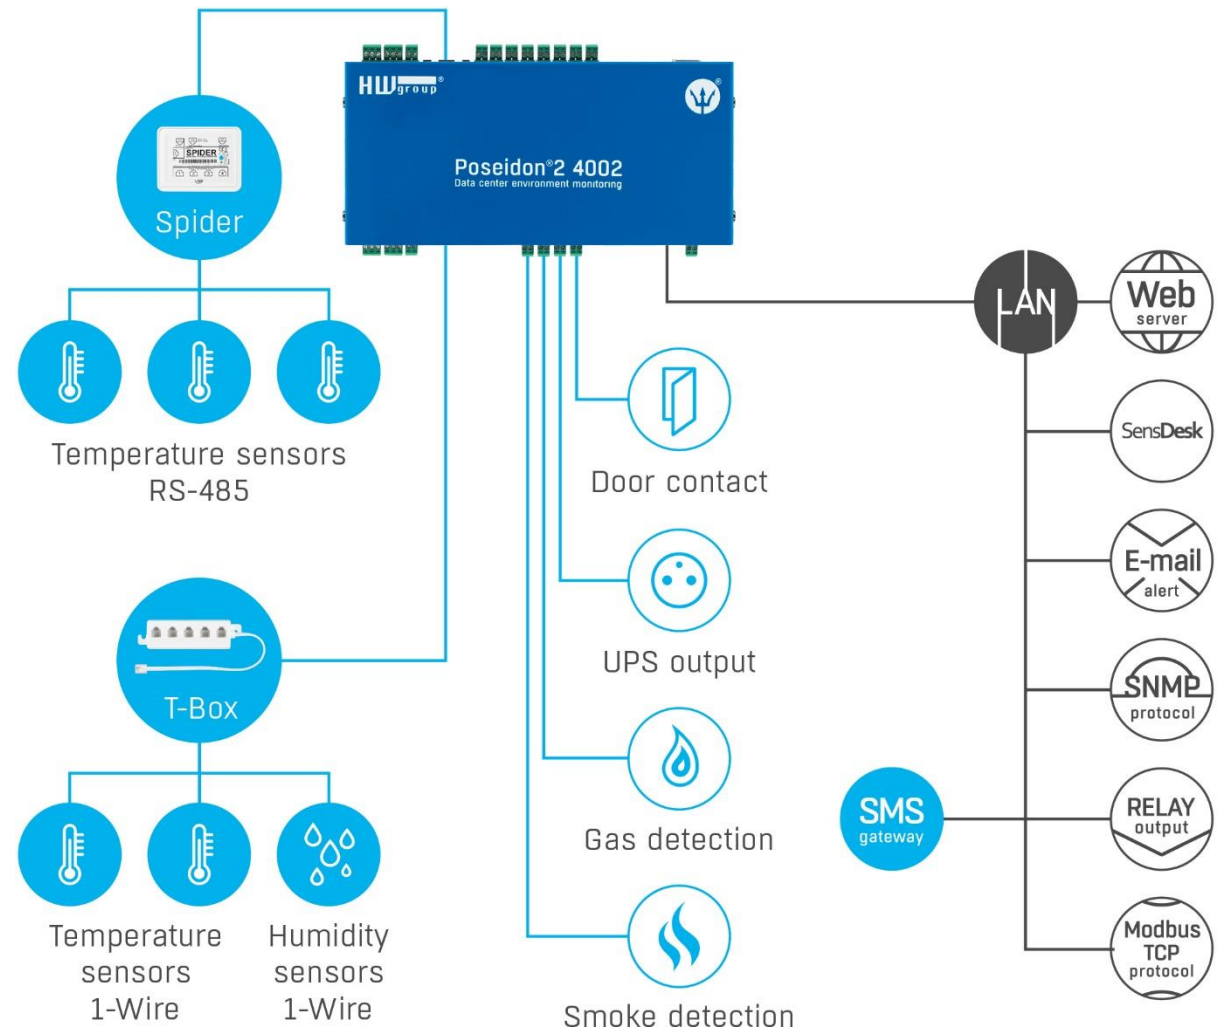 HW group ®
®
Poseidon®2 4002
Data center environment monitoring
SPIDER
Spider
Temperature sensors
RS-485
T-Box
Temperature
sensors
1-Wire
Humidity
sensors
1-Wire
Door contact
UPS output
Gas detection
Smoke detection
LAN
Web
server
SensDesk
E-mail
alert
SNMP
protocol
SMS
gateway
RELAY
output
Modbus
TCP
protocol